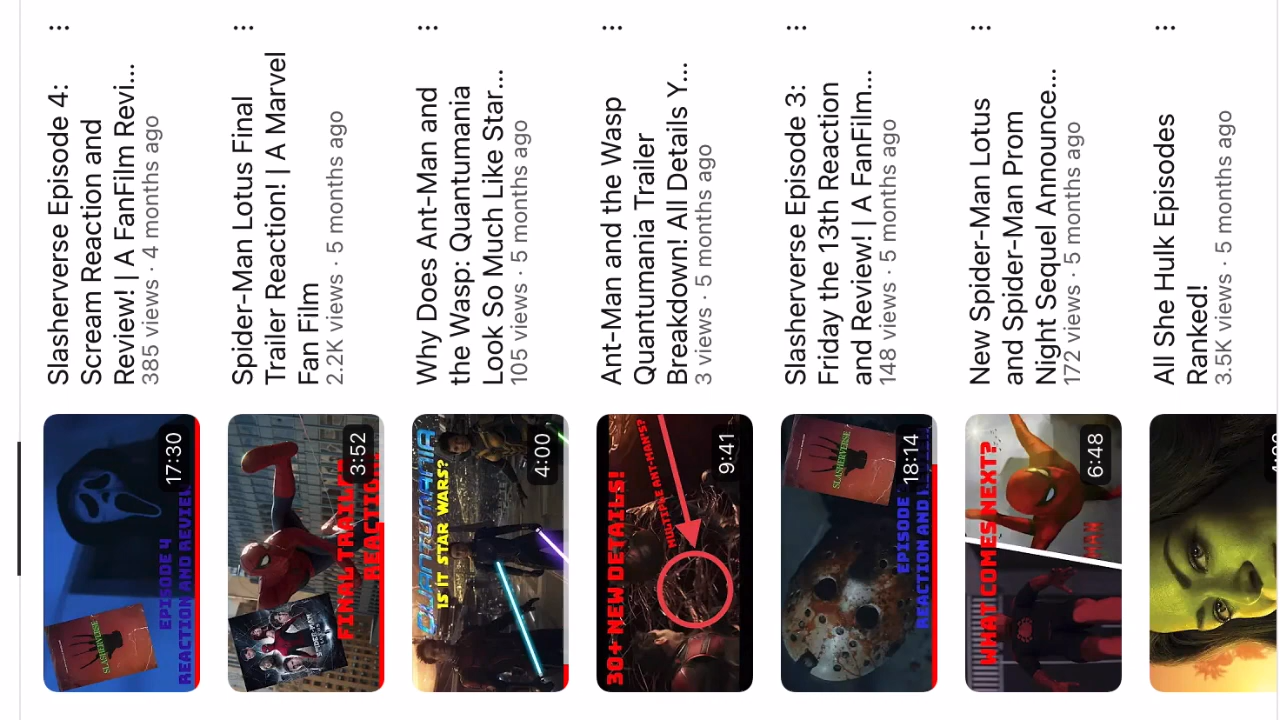 SLASHERVERSE
EPISODE 4
REACTION AND REVIEW
17:30
Slasherverse Episode 4:
Scream Reaction and
Review! | A FanFilm Revi...
385 views · 4 months ago
FINAL TRAILER
REACTION
3:52
Spider-Man Lotus Final
Trailer Reaction! | A Marvel
Fan Film
2.2K views · 5 months ago
QUANTUMANIA
IS IT STAR WARS?
4:00
Why Does Ant-Man and
the Wasp: Quantumania
Look So Much Like Star...
105 views · 5 months ago
30+ NEW DETAILS!
MULTIPLE ANT-MAN'S?
9:41
Ant-Man and the Wasp
Quantumania Trailer
Breakdown! All Details Y...
3 views · 5 months ago
SLASHERVERSE
EPISODE
REACTION AND
18:14
Slasherverse Episode 3:
Friday the 13th Reaction
and Review! | A FanFilm...
148 views · 5 months ago
WHAT COMES NEXT?
MAN
6:48
New Spider-Man Lotus
and Spider-Man Prom
Night Sequel Announce...
172 views · 5 months ago
All She Hulk Episodes
Ranked!
3.5K views · 5 months ago